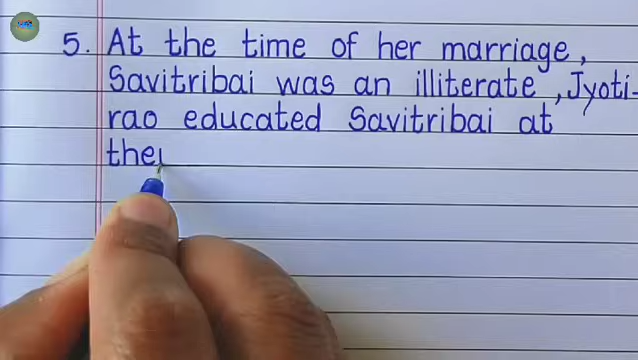 5. At the time of her marriage,
Savitribai was an illiterate, Jyoti-
rao educated Savitribai at
the